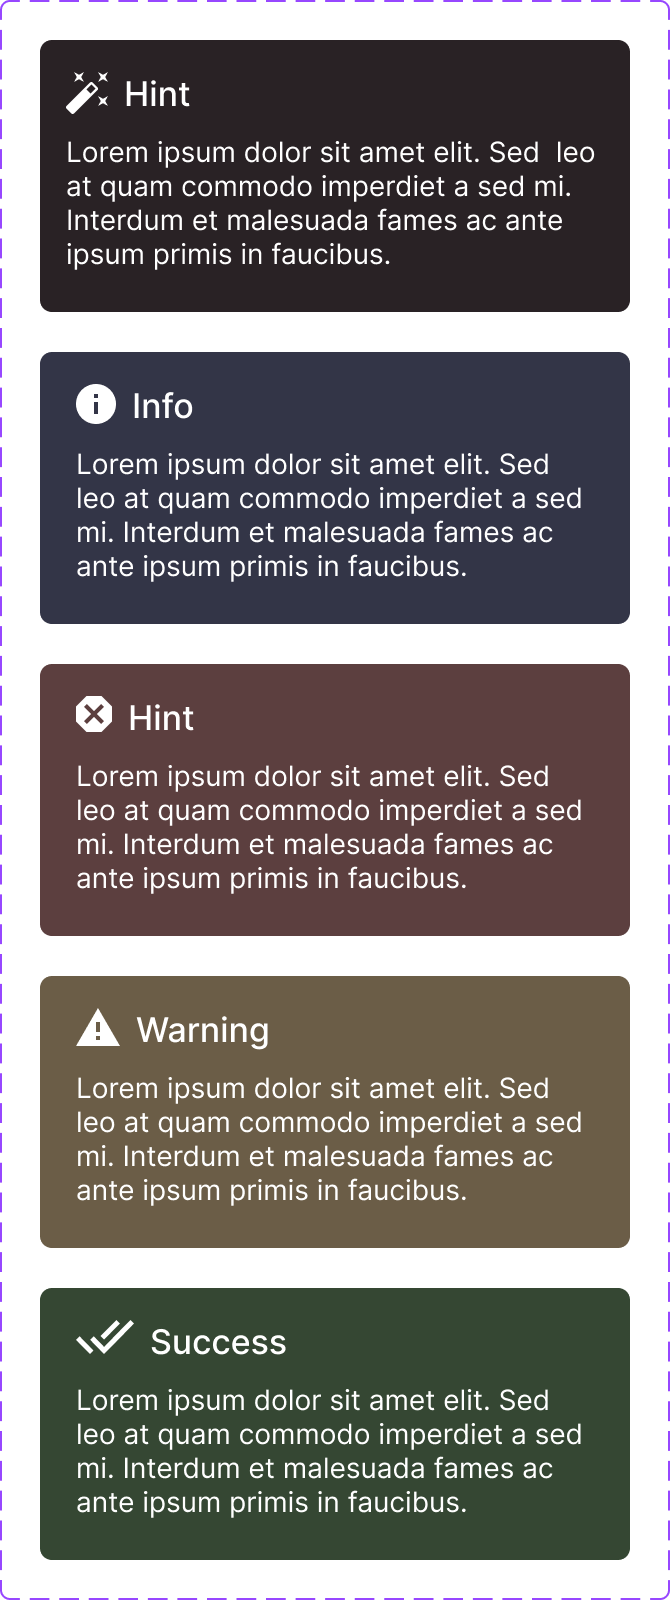 Hint
Lorem ipsum dolor sit amet elit. Sed  leo
at quam commodo imperdiet a sed mi.
Interdum et malesuada fames ac ante
ipsum primis in faucibus.
Info
Lorem ipsum dolor sit amet elit. Sed
leo at quam commodo imperdiet a sed
mi. Interdum et malesuada fames ac
ante ipsum primis in faucibus.
Hint
Lorem ipsum dolor sit amet elit. Sed
leo at quam commodo imperdiet a sed
mi. Interdum et malesuada fames ac
ante ipsum primis in faucibus.
Warning
Lorem ipsum dolor sit amet elit. Sed
leo at quam commodo imperdiet a sed
mi. Interdum et malesuada fames ac
ante ipsum primis in faucibus.
Success
Lorem ipsum dolor sit amet elit. Sed
leo at quam commodo imperdiet a sed
mi. Interdum et malesuada fames ac
ante ipsum primis in faucibus.